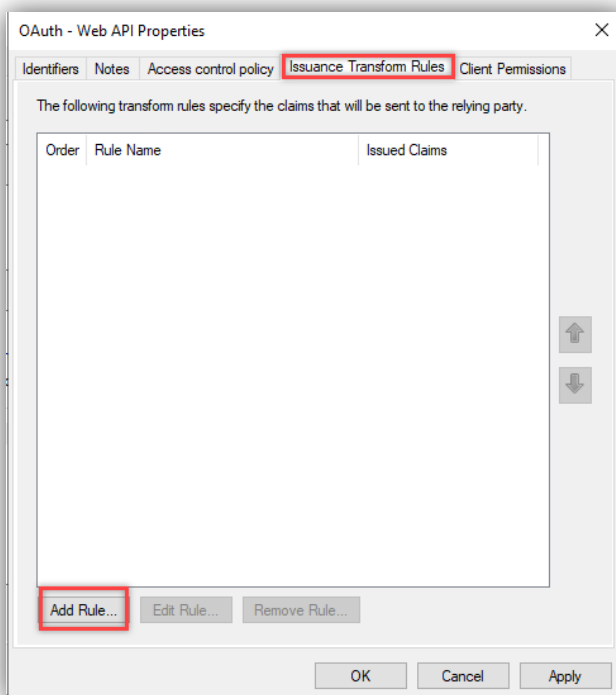 OAuth - Web API Properties
Identifiers Notes Access control policy Issuance Transform Rules Client Permissions
The following transform rules specify the claims that will be sent to the relying party.
Order Rule Name Issued Claims
Add Rule... Edit Rule... Remove Rule...
OK Cancel Apply